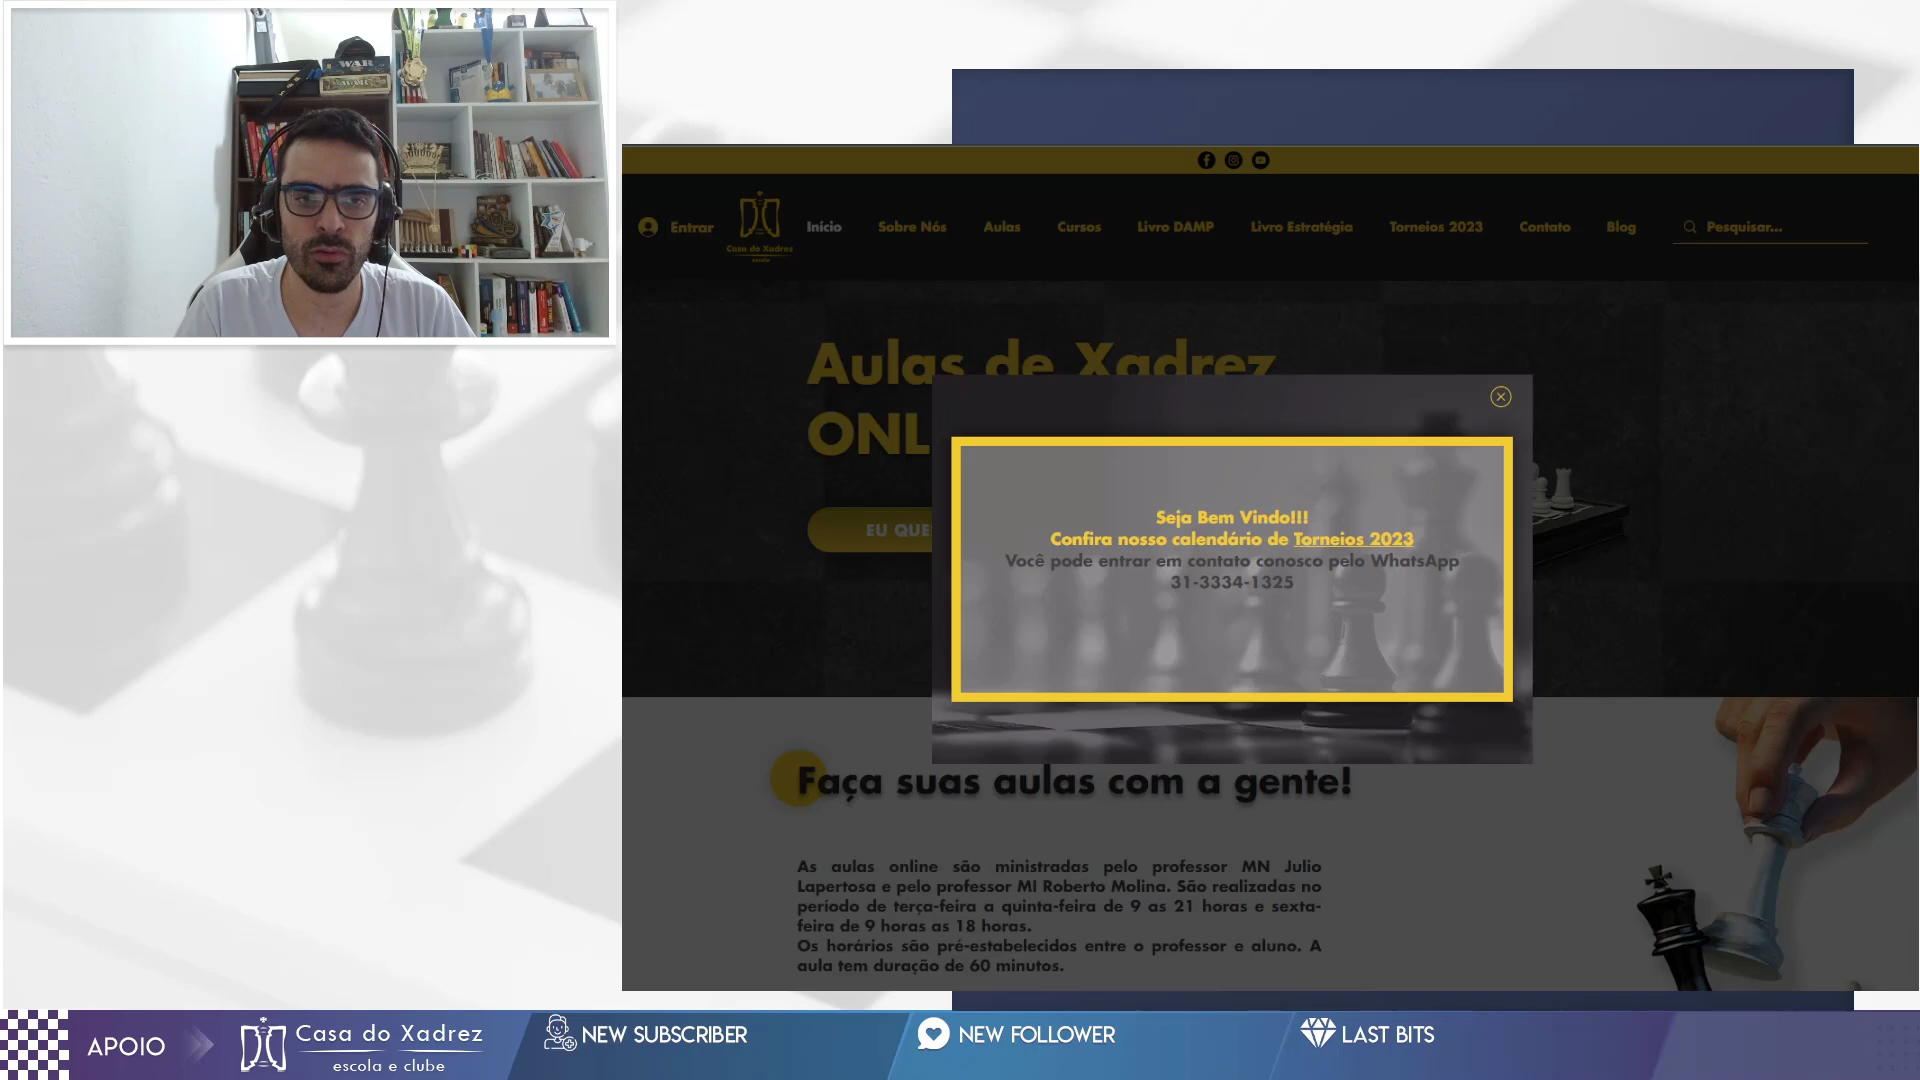 WAR
Entrar
Casa do Xadrez
escola
Início
Sobre Nós
Aulas
Cursos
Livro DAMP
Livro Estratégia
Torneios 2023
Contato
Blog
Pesquisar...
Aulas de Xadrez
ONL
EU QUE
Seja Bem Vindo!!!
Confira nosso calendário de Torneios 2023
Você pode entrar em contato conosco pelo WhatsApp
31-3334-1325
Faça suas aulas com a gente!
As aulas online são ministradas pelo professor MN Julio
Lapertosa e pelo professor MI Roberto Molina. São realizadas no
período de terça-feira a quinta-feira de 9 as 21 horas e sexta-
feira de 9 horas as 18 horas.
Os horários são pré-estabelecidos entre o professor e aluno. A
aula tem duração de 60 minutos.
APOIO
Casa do Xadrez
escola e clube
NEW SUBSCRIBER
NEW FOLLOWER
LAST BITS